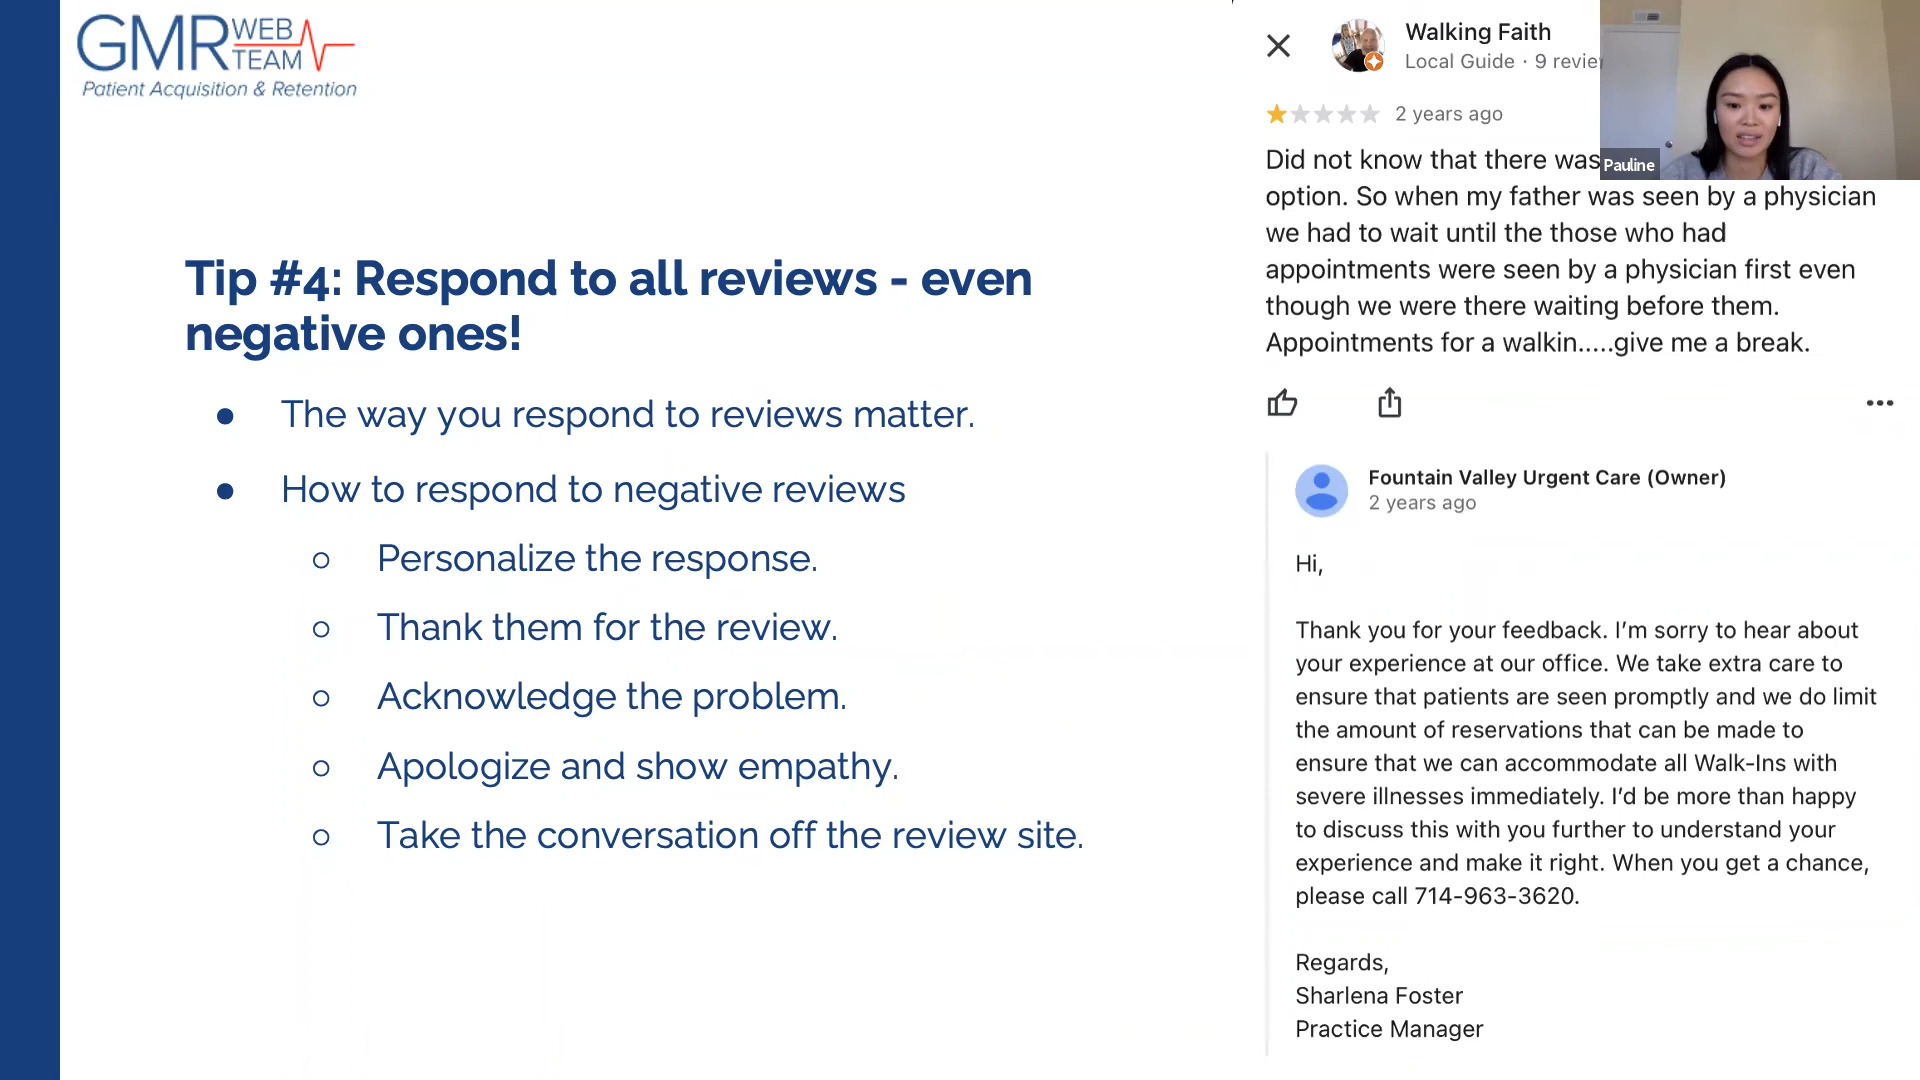 GMR WEB TEAM
Patient Acquisition & Retention
Tip #4: Respond to all reviews - even
negative ones!
● The way you respond to reviews matter.
● How to respond to negative reviews
○ Personalize the response.
○ Thank them for the review.
○ Acknowledge the problem.
○ Apologize and show empathy.
○ Take the conversation off the review site.
Walking Faith
Local Guide · 9
2 years ago
Did not know that there was
option. So when my father was seen by a physician
we had to wait until the those who had
appointments were seen by a physician first even
though we were there waiting before them.
Appointments for a walkin.....give me a break.
Fountain Valley Urgent Care (Owner)
2 years ago
Hi,
Thank you for your feedback. I’m sorry to hear about
your experience at our office. We take extra care to
ensure that patients are seen promptly and we do limit
the amount of reservations that can be made to
ensure that we can accommodate all Walk-Ins with
severe illnesses immediately. I’d be more than happy
to discuss this with you further to understand your
experience and make it right. When you get a chance,
please call 714-963-3620.
Regards,
Sharlena Foster
Practice Manager
Pauline